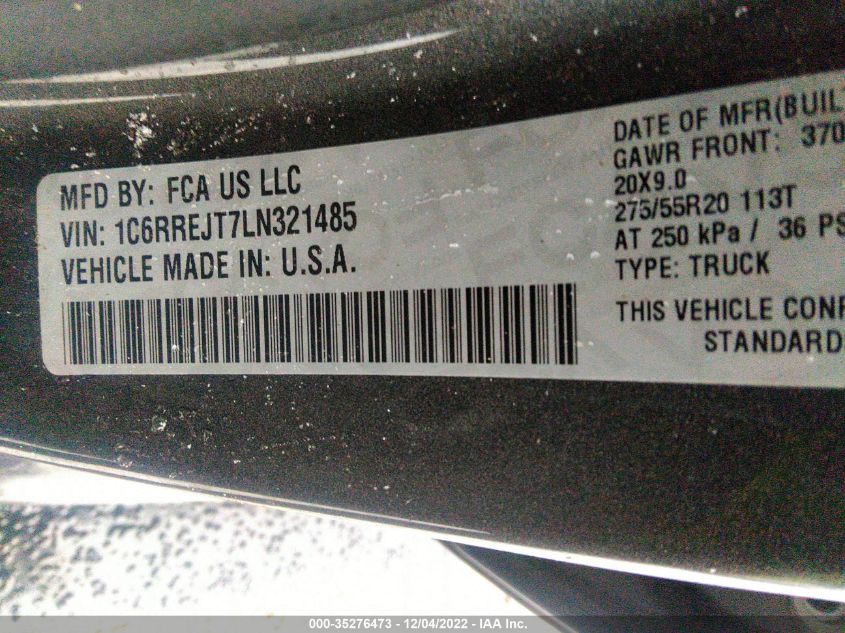 MFD BY: FCA US LLC
VIN: 1C6RREJT7LN321485
VEHICLE MADE IN: U.S.A.
DATE OF MFR(BUIL
GAWR FRONT: 370
20X9.0
275/55R20 113T
AT 250 kPa / 36 PS
TYPE: TRUCK
THIS VEHICLE CONF
STANDARD
000-35276473 - 12/04/2022 - IAA Inc.